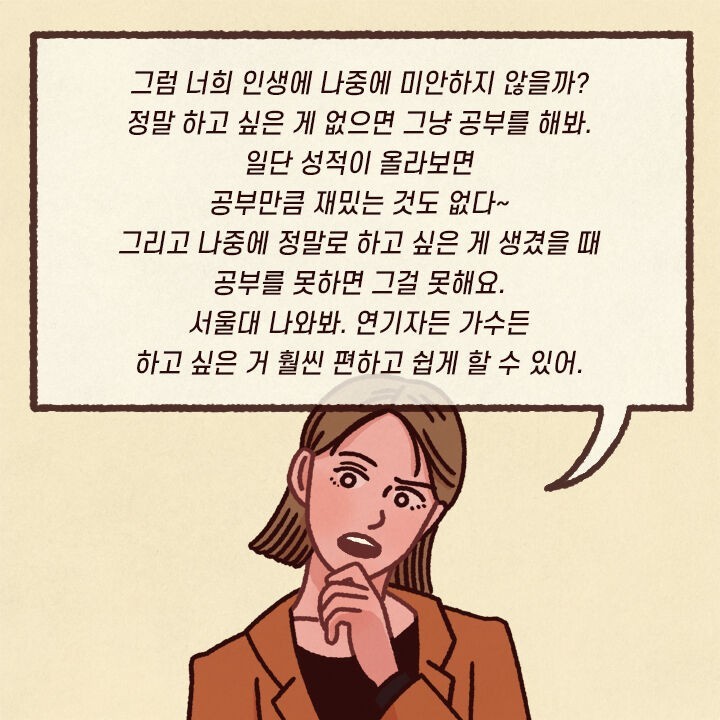 그럼 너희 인생에 나중에 미안하지 않을까?
정말 하고 싶은 게 없으면 그냥 공부를 해봐.
일단 성적이 올라보면
공부만큼 재밌는 것도 없다~
그리고 나중에 정말로 하고 싶은 게 생겼을 때
공부를 못하면 그걸 못해요.
서울대 나와봐. 연기자든 가수든
하고 싶은 거 훨씬 편하고 쉽게 할 수 있어.